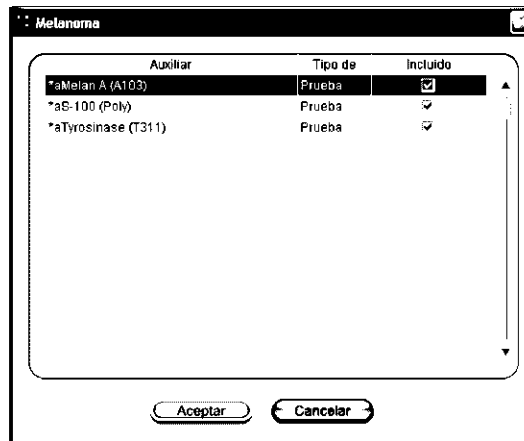 Melanoma
Auxiliar Tipo de Incluido
*aMelan A (A103) Prueba
*aS-100 (Poly) Prueba
*aTyrosinase (T311) Prueba
Aceptar Cancelar